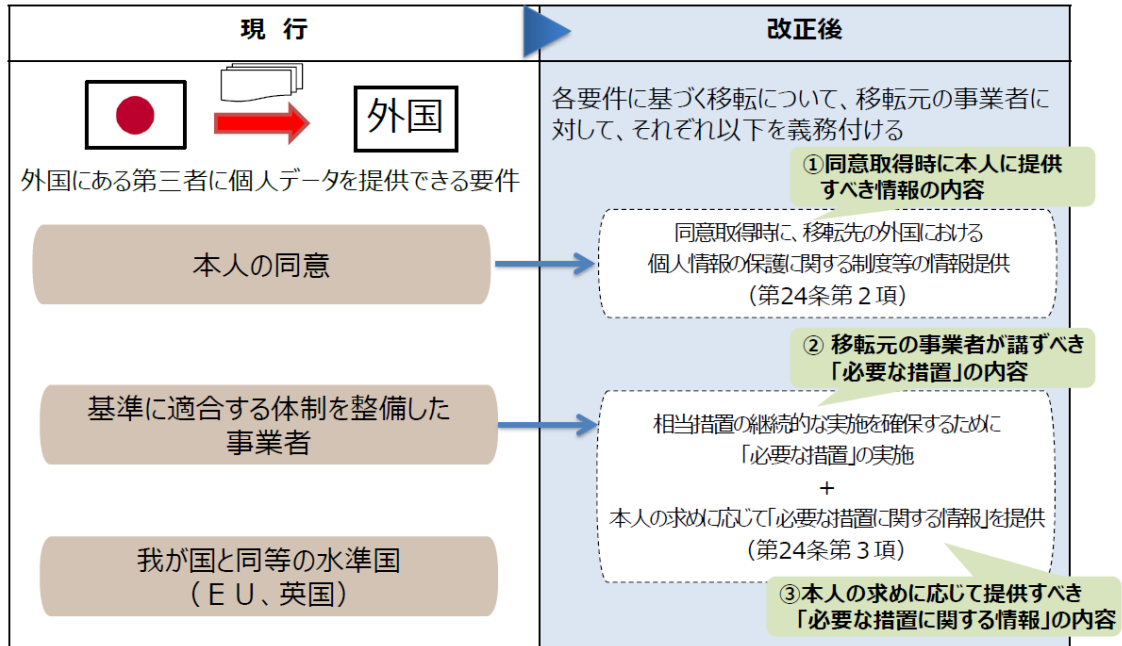 現 行
改正後
外国
外国にある第三者に個人データを提供できる要件
本人の同意
基準に適合する体制を整備した
事業者
我が国と同等の水準国
(EU、英国)
各要件に基づく移転について、移転元の事業者に
対して、それぞれ以下を義務付ける
①同意取得時に本人に提供
すべき情報の内容
同意取得時に、移転先の外国における
個人情報の保護に関する制度等の情報提供
(第24条第2項)
② 移転元の事業者が講ずべき
「必要な措置」の内容
相当措置の継続的な実施を確保するために
「必要な措置」の実施
+
本人の求めに応じて「必要な措置に関する情報」を提供
(第24条第3項)
③本人の求めに応じて提供すべき
「必要な措置に関する情報」の内容